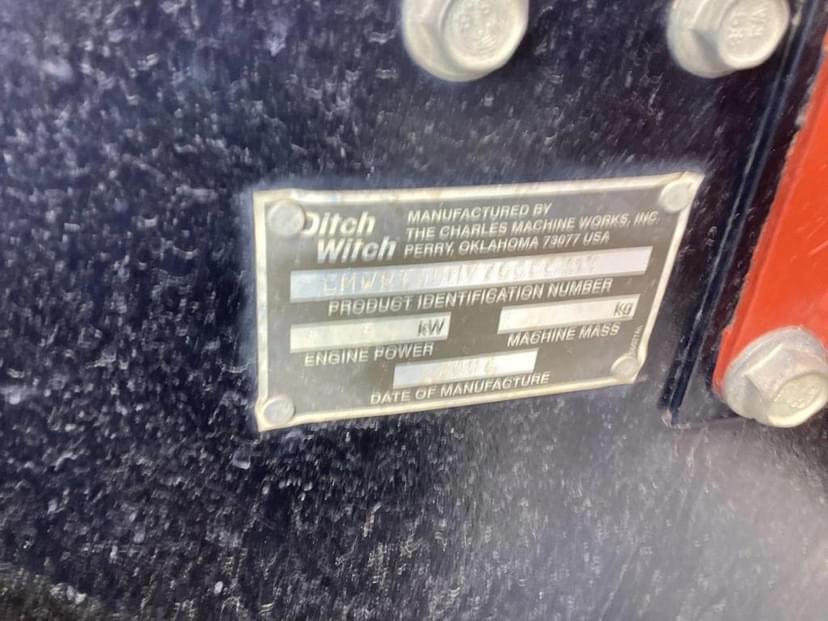 Ditch
Witch
MANUFACTURED BY
THE CHARLES MACHINE WORKS, INC.
PERRY, OKLAHOMA 73077 USA
PRODUCT IDENTIFICATION NUMBER
kW
ENGINE POWER
kg
MACHINE MASS
DATE OF MANUFACTURE